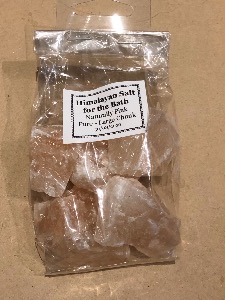 Himalayan Salt
for the Bath
Naturally Pink
Pure - Large Chunk